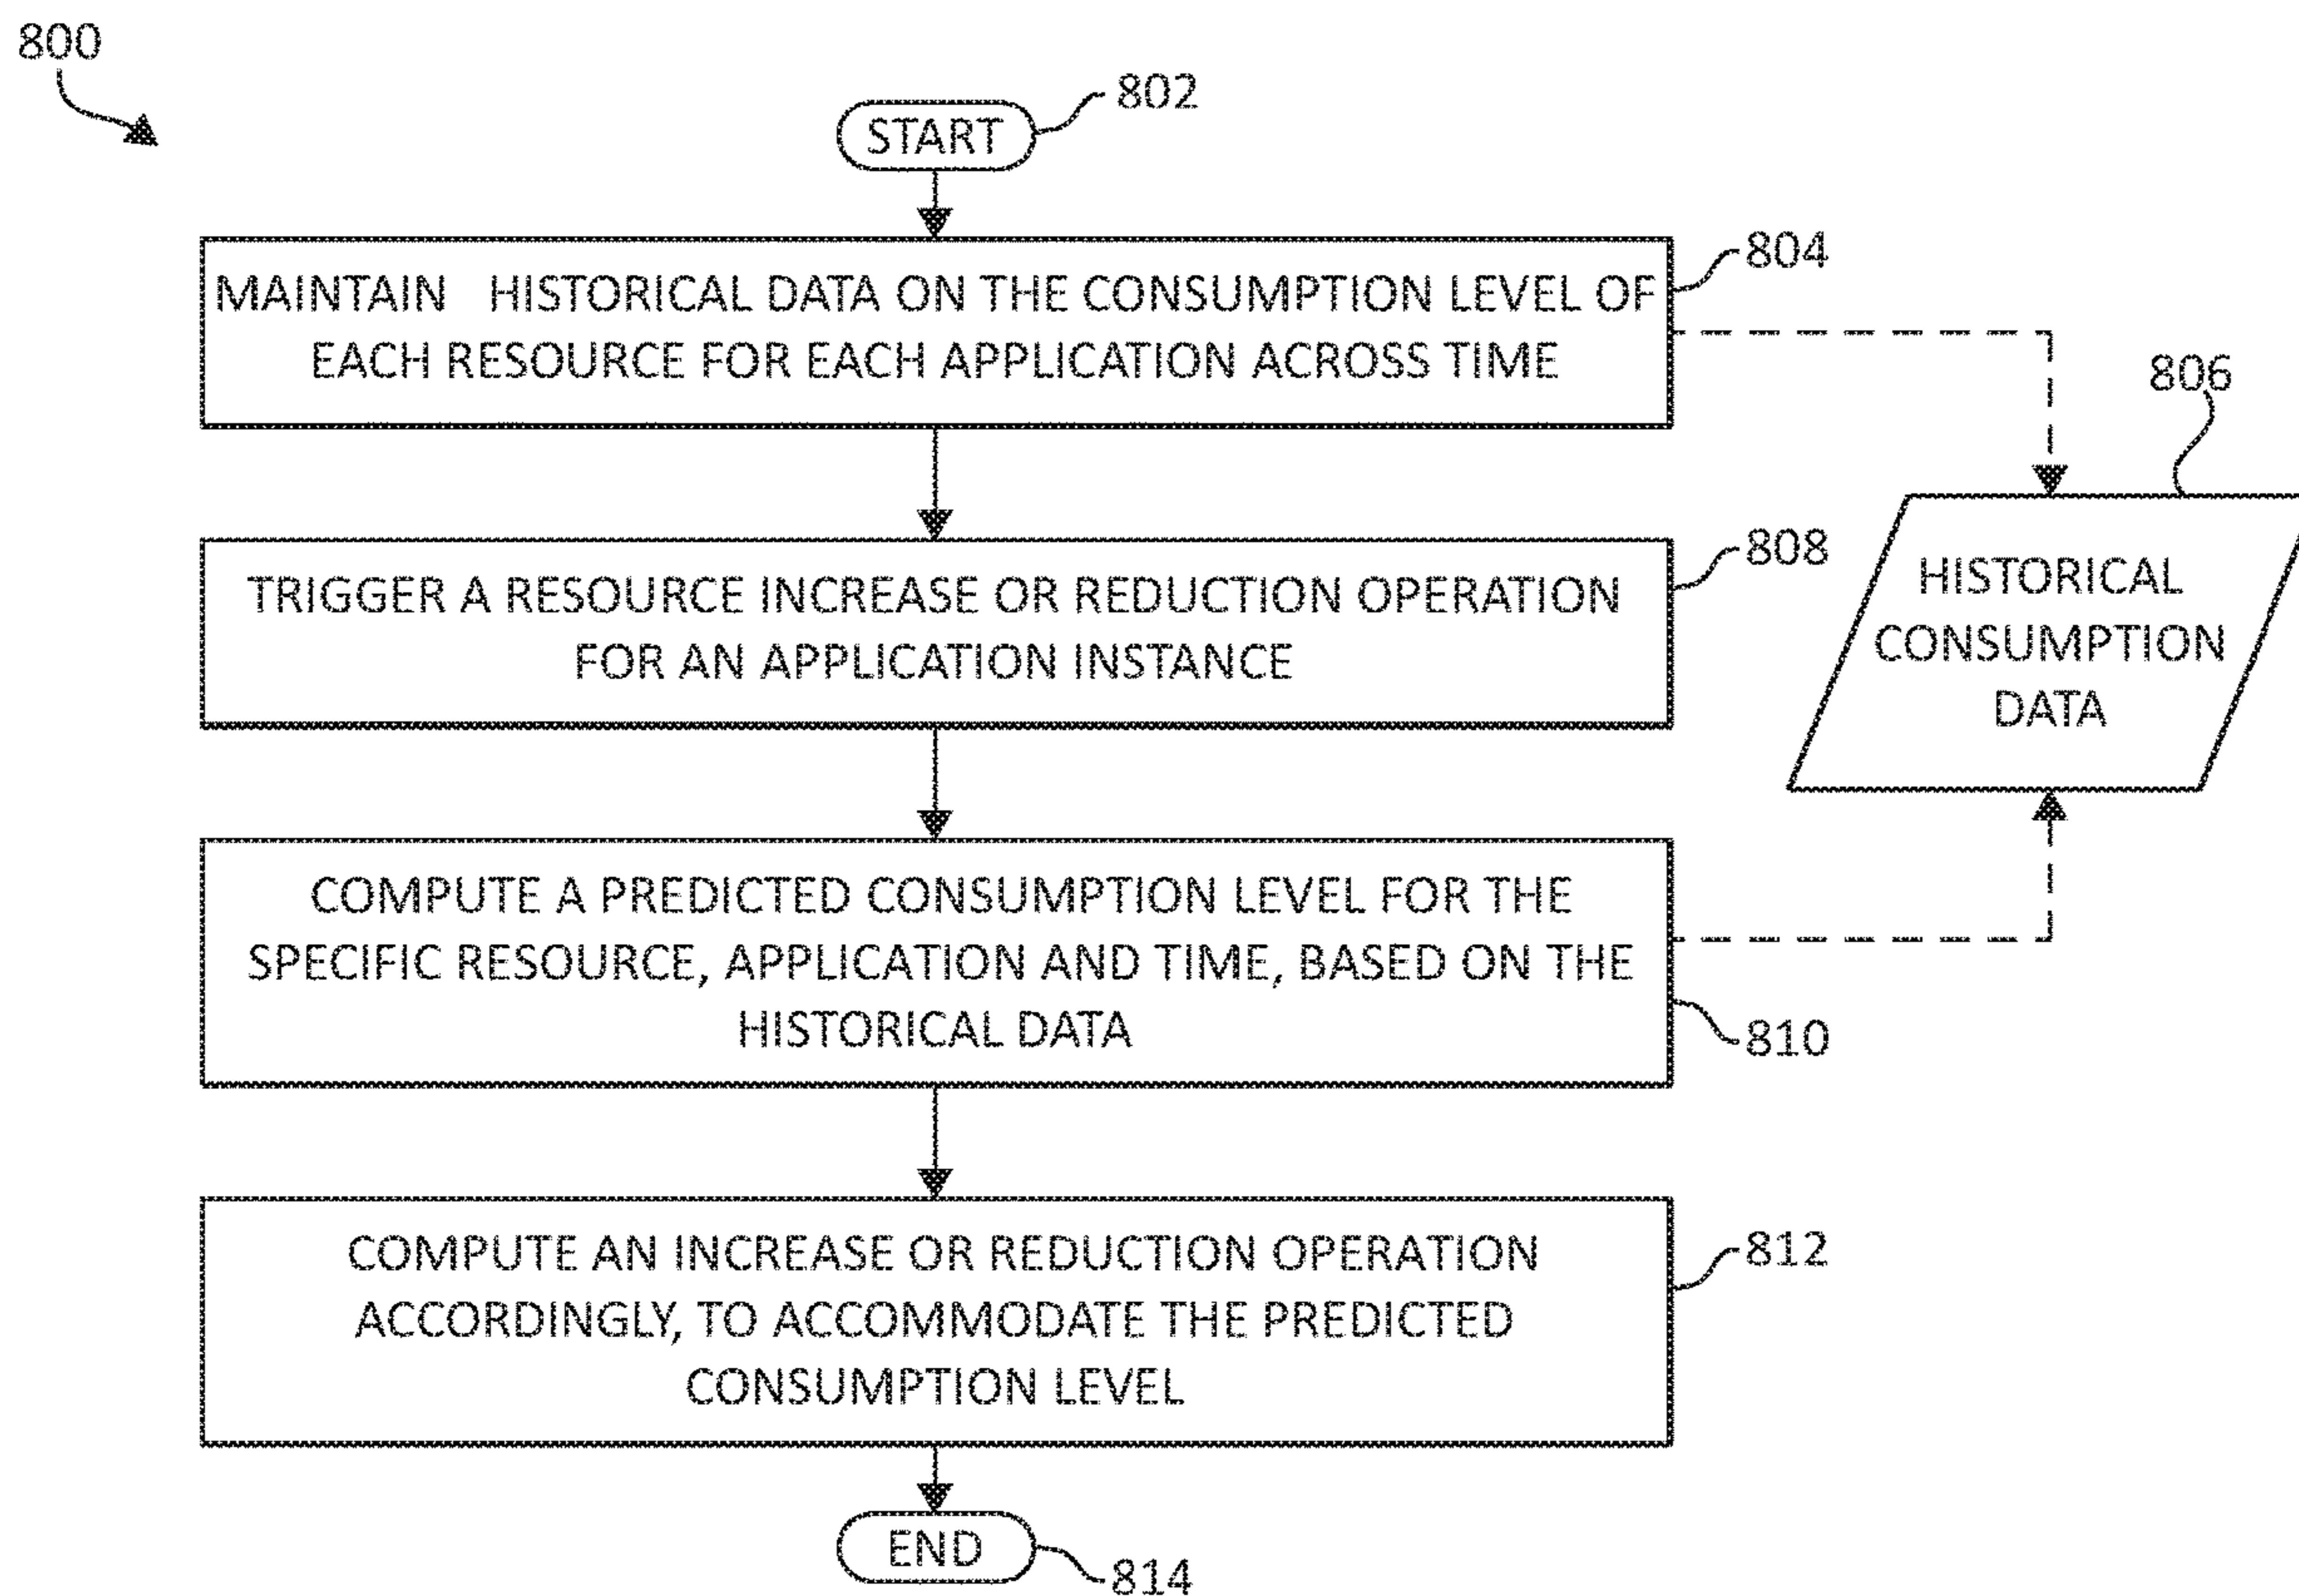 800
802
START
804
MAINTAIN HISTORICAL DATA ON THE CONSUMPTION LEVEL OF
EACH RESOURCE FOR EACH APPLICATION ACROSS TIME
806
HISTORICAL
CONSUMPTION
DATA
808
TRIGGER A RESOURCE INCREASE OR REDUCTION OPERATION
FOR AN APPLICATION INSTANCE
COMPUTE A PREDICTED CONSUMPTION LEVEL FOR THE
SPECIFIC RESOURCE, APPLICATION AND TIME, BASED ON THE
HISTORICAL DATA
810
812
COMPUTE AN INCREASE OR REDUCTION OPERATION
ACCORDINGLY, TO ACCOMMODATE THE PREDICTED
CONSUMPTION LEVEL
END
814